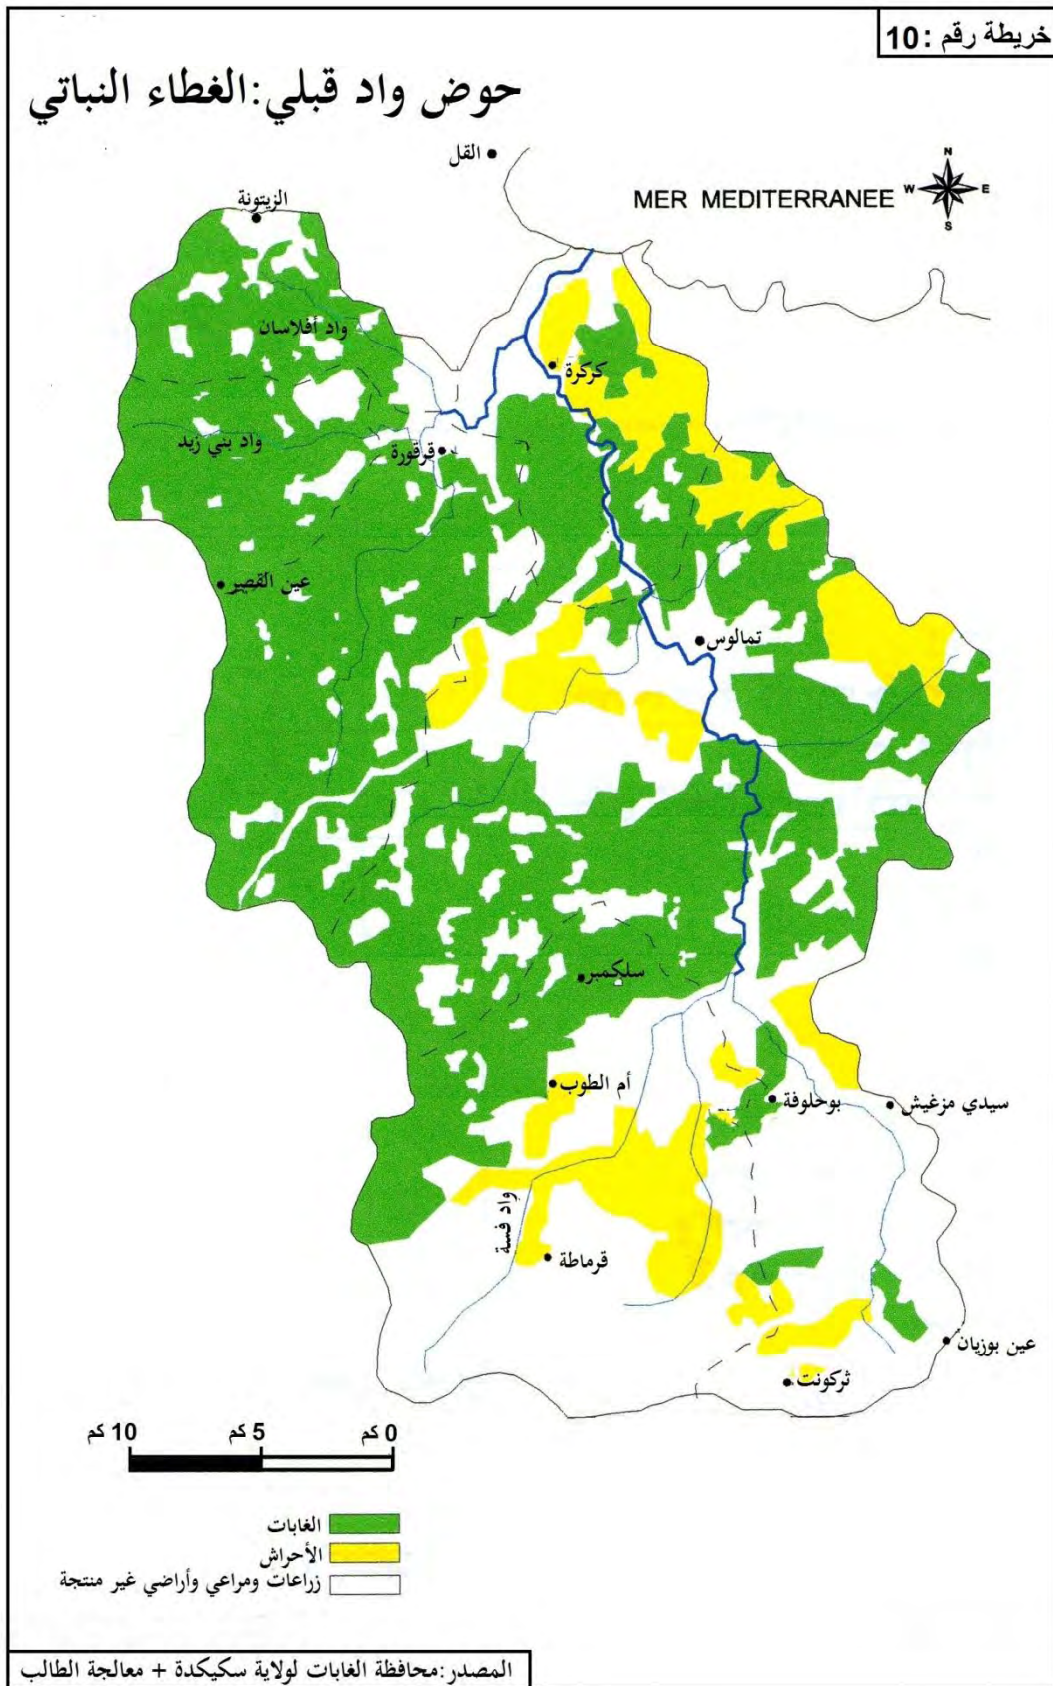 خريطة رقم :10
حوض واد قبلي:الغطاء النباتي
القل
N
W
E
S
MER MEDITERRANEE
الزيتونة
واد أفلاسان
كركرة
واد بني زيد
قرقورة
عين القصير
تمالوس
سلكمبر
أم الطوب
بوحلوفة
سيدي مزغيش
واد فسة
قرماطة
عين بوزيان
ثركونت
10 كم
5 كم
0 كم
الغابات
الأحراش
زراعات ومراعي وأراضي غير منتجة
المصدر:محافظة الغابات لولاية سكيكدة + معالجة الطالب